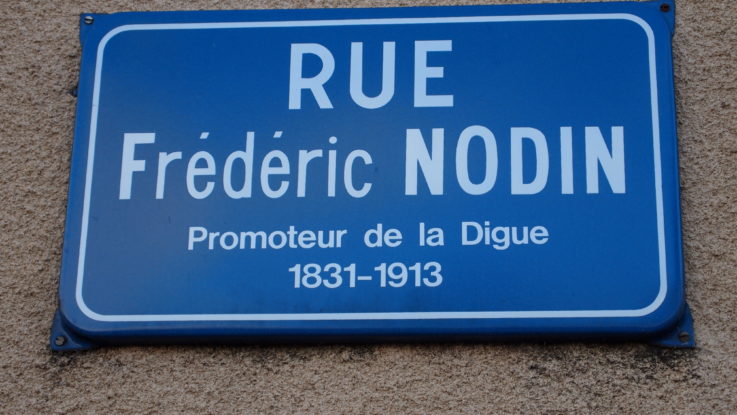 RUE
Frédéric NODIN
Promoteur de la Digue
1831-1913